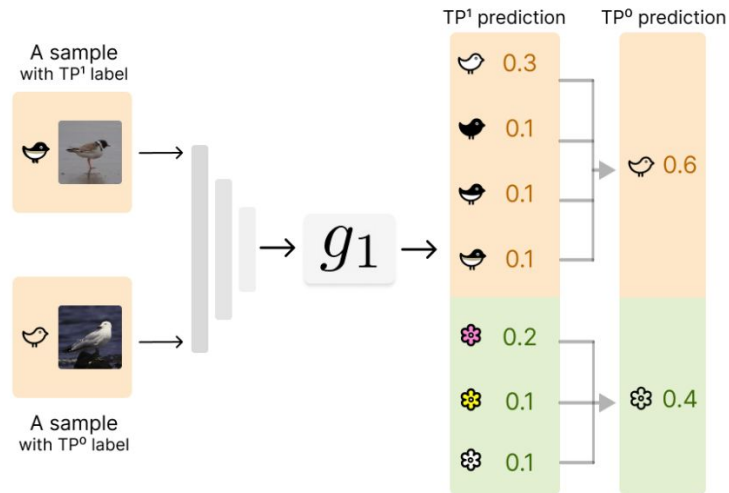 A sample
with TP¹ label
A sample
with TP⁰ label
g₁
TP¹ prediction
0.3
0.1
0.1
0.1
0.2
0.1
0.1
TP⁰ prediction
0.6
0.4